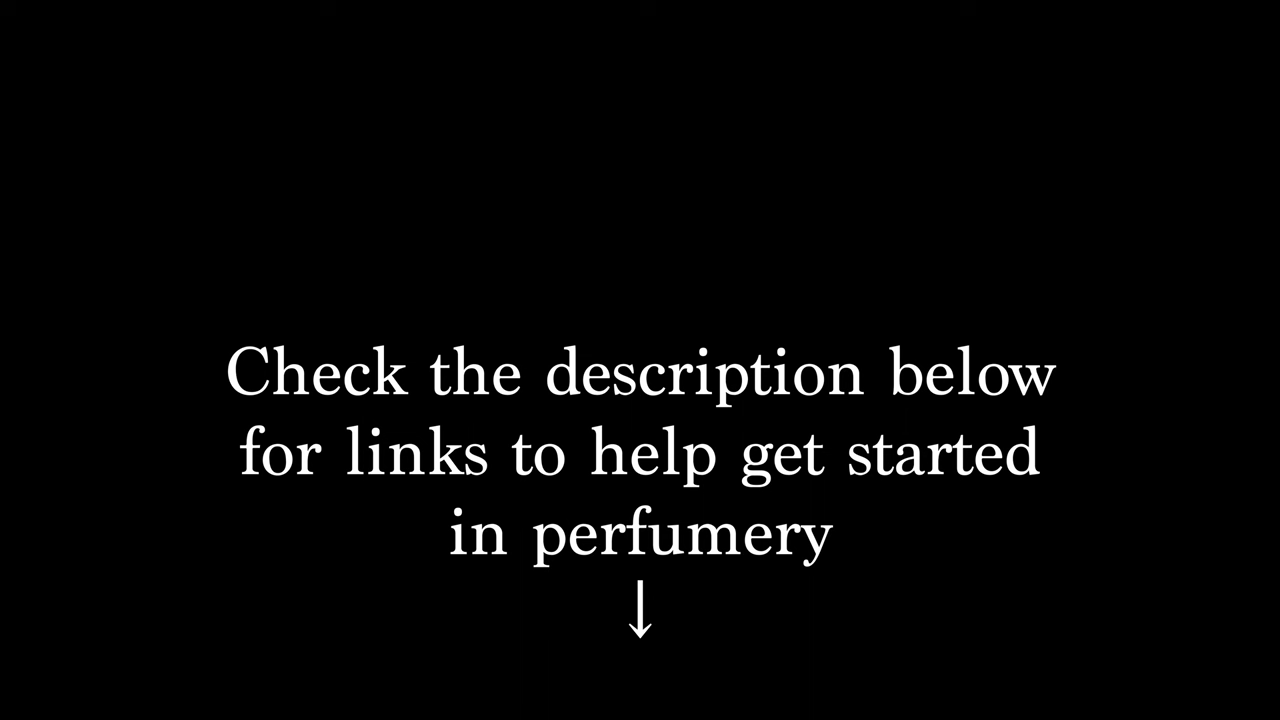 Check the description below
for links to help get started
in perfumery
↓